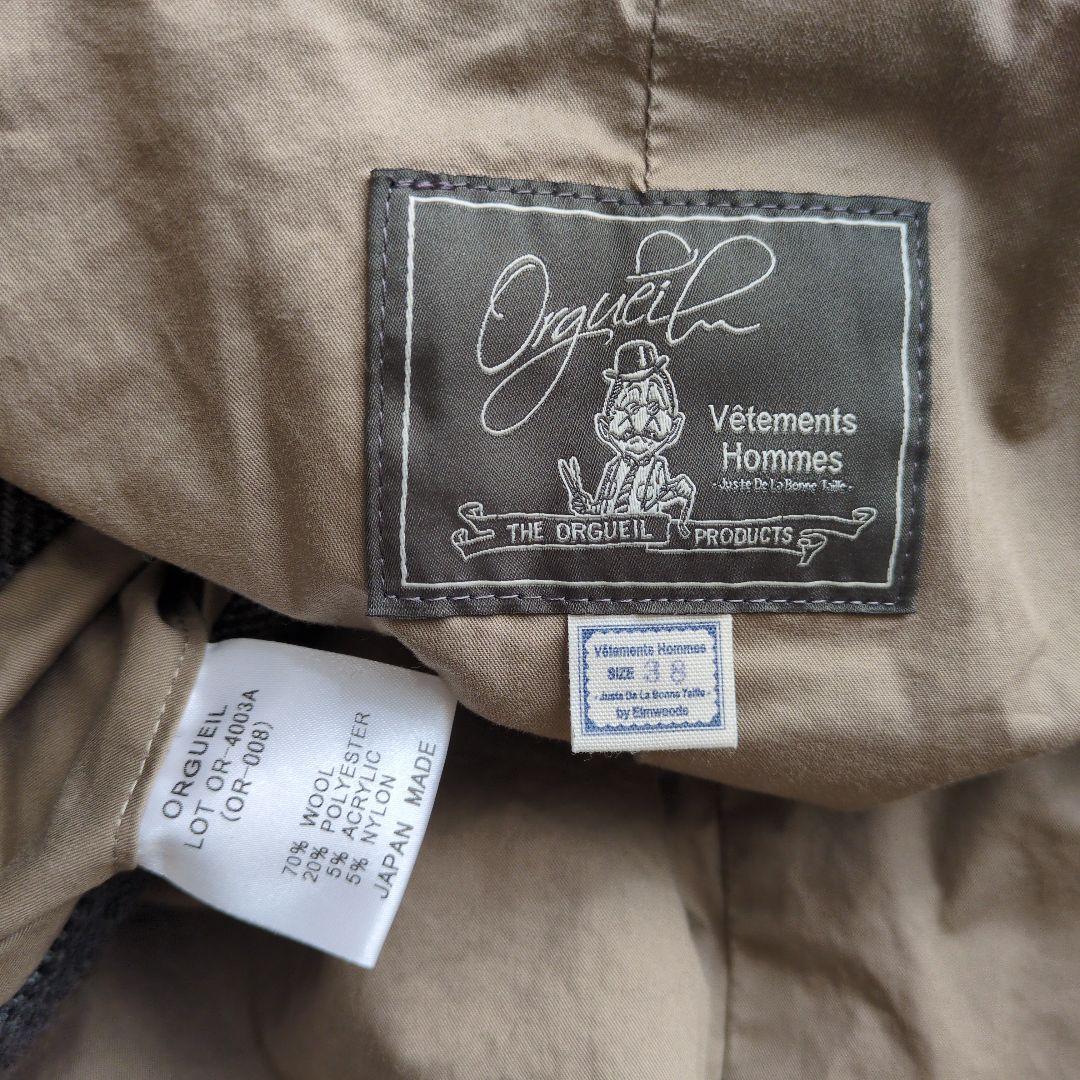 Orgueil
Vêtements
Hommes
- Juste De La Bonne Taille -
THE ORGUEIL PRODUCTS
Vêtements Hommes
SIZE 38
- Juste De La Bonne Taille -
by Elmwoods
ORGUEIL
LOT OR-4003A
(OR-008)
70% WOOL
20% POLYESTER
5% ACRYLIC
5% NYLON
JAPAN MADE